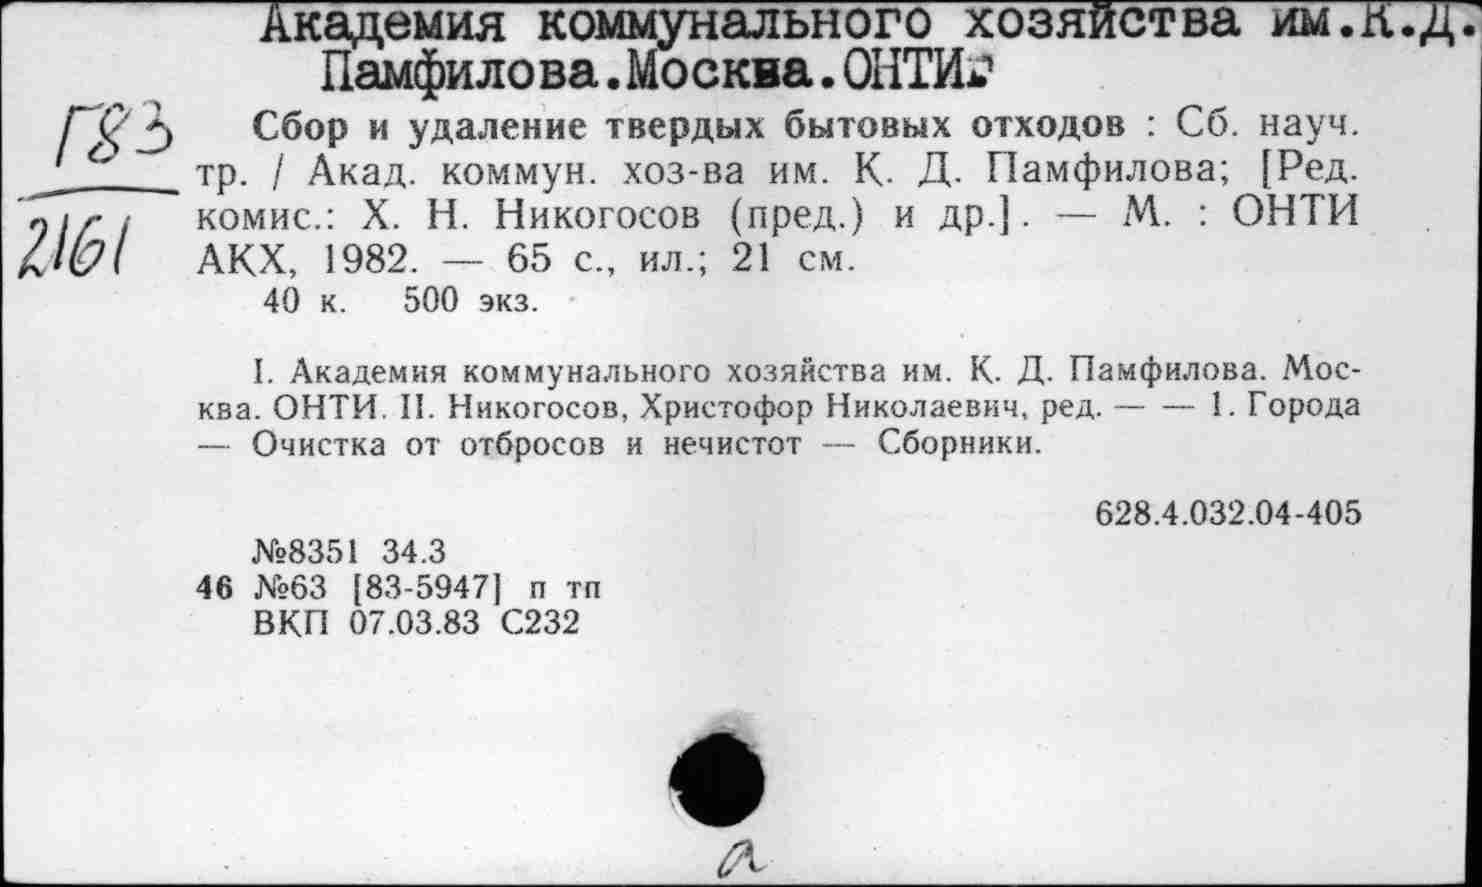 Академия коммунального хозяйства им.К.Д.
Памфилова.Москва.ОНТИ.
Г83
2161
Сбор и удаление твердых бытовых отходов : Сб. науч.
тр. / Акад. коммун. хоз-ва им. К. Д. Памфилова; [Ред.
комис.: Х. Н. Никогосов (пред.) и др.]. — М. : ОНТИ
АКХ, 1982. — 65 с., ил.; 21 см.
40 к. 500 экз.
I. Академия коммунального хозяйства им. К. Д. Памфилова. Мос-
ква. ОНТИ. II. Никогосов, Христофор Николаевич, ред. — — 1. Города
— Очистка от отбросов и нечистот — Сборники.
628.4.032.04-405
№8351 34.3
46 №63 [83-5947] п тп
ВКП 07.03.83 С232